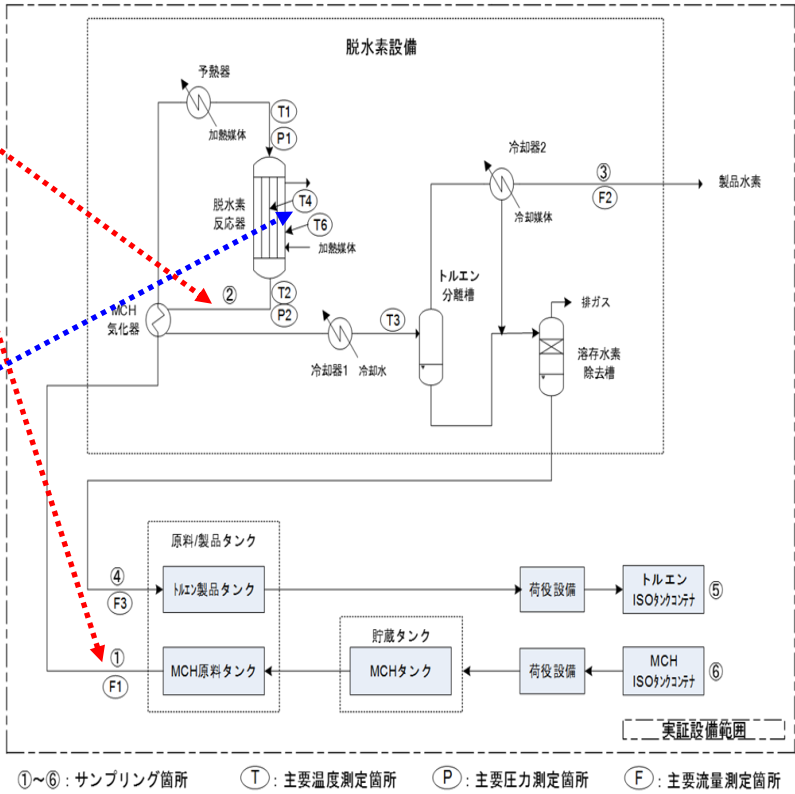 脱水素設備
予熱器
加熱媒体
T1
P1
脱水素
反応器
T4
T6
加熱媒体
T2
P2
②
MCH
気化器
冷却器1
冷却水
T3
トルエン
分離槽
冷却器2
冷却媒体
③
F2
製品水素
排ガス
溶存水素
除去槽
原料/製品タンク
④
F3
トルエン製品タンク
荷役設備
トルエン
ISOタンクコンテナ
⑤
①
F1
MCH原料タンク
貯蔵タンク
MCHタンク
荷役設備
MCH
ISOタンクコンテナ
⑥
実証設備範囲
①~⑥:サンプリング箇所
T:主要温度測定箇所
P:主要圧力測定箇所
F:主要流量測定箇所